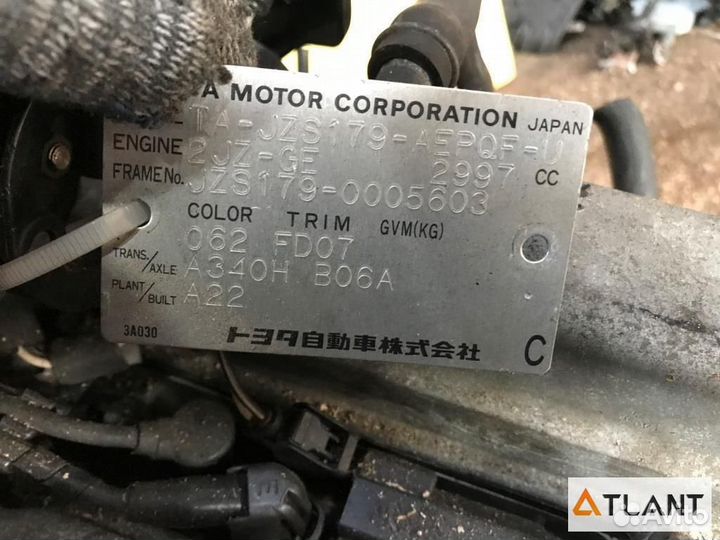 A MOTOR CORPORATION JAPAN
TA-JZS179-AEPQF-U
ENGINE 2JZ-GE 2997 CC
FRAME No. JZS179-0005603
COLOR TRIM GVM(KG)
062 FD07
TRANS./AXLE A340H B06A
PLANT/BUILT A22
3A030 トヨタ自動車株式会社 C
ATLANT
Avito